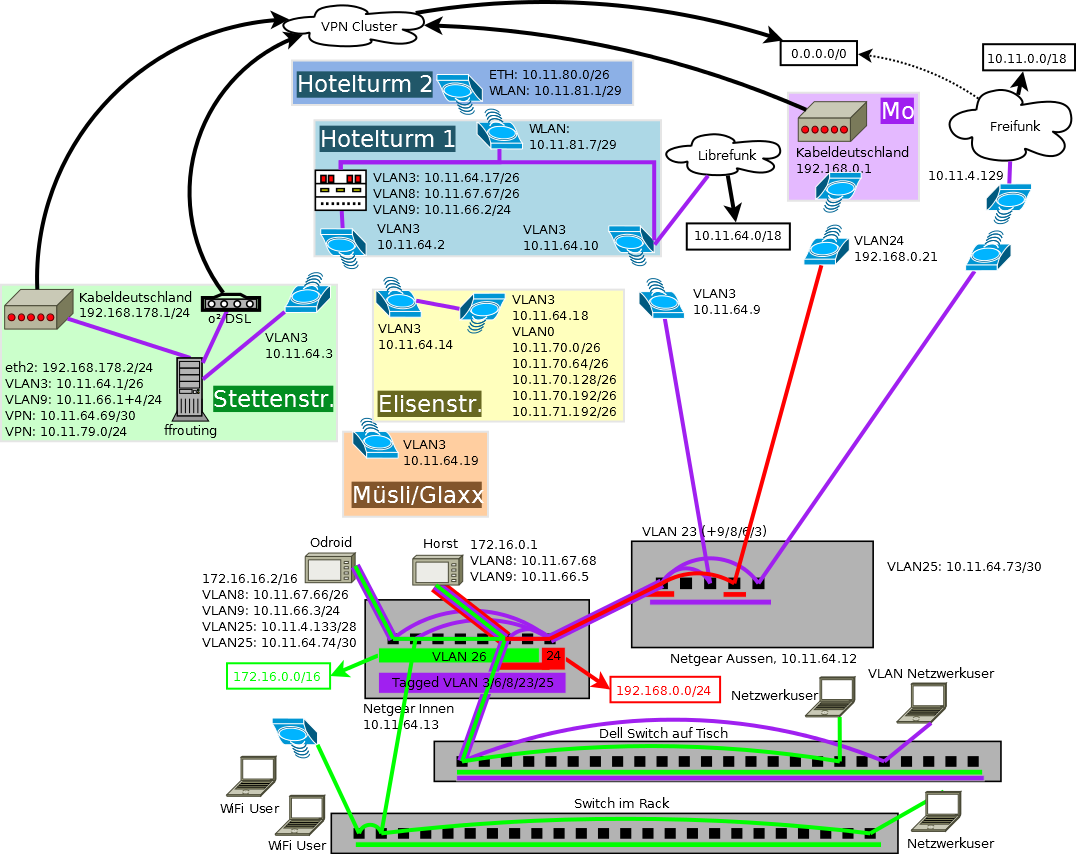 VPN Cluster
0.0.0.0/0
10.11.0.0/18
Hotelturm 2
ETH: 10.11.80.0/26
WLAN: 10.11.81.1/29
Hotelturm 1
WLAN:
10.11.81.7/29
VLAN3: 10.11.64.17/26
VLAN8: 10.11.67.67/26
VLAN9: 10.11.66.2/24
VLAN3
10.11.64.2
VLAN3
10.11.64.10
Librefunk
10.11.64.0/18
Mo
Kabeldeutschland
192.168.0.1
Freifunk
10.11.4.129
VLAN24
192.168.0.21
Kabeldeutschland
192.168.178.1/24
o² DSL
VLAN3
10.11.64.3
eth2: 192.168.178.2/24
VLAN3: 10.11.64.1/26
VLAN9: 10.11.66.1+4/24
VPN: 10.11.64.69/30
VPN: 10.11.79.0/24
Stettenstr.
ffrouting
VLAN3
10.11.64.14
VLAN3
10.11.64.18
VLAN0
10.11.70.0/26
10.11.70.64/26
10.11.70.128/26
10.11.70.192/26
10.11.71.192/26
Elisenstr.
VLAN3
10.11.64.9
VLAN3
10.11.64.19
Müsli/Glaxx
VLAN 23 (+9/8/6/3)
VLAN25: 10.11.64.73/30
Netgear Aussen, 10.11.64.12
Odroid
172.16.16.2/16
VLAN8: 10.11.67.66/26
VLAN9: 10.11.66.3/24
VLAN25: 10.11.4.133/28
VLAN25: 10.11.64.74/30
Horst
172.16.0.1
VLAN8: 10.11.67.68
VLAN9: 10.11.66.5
VLAN 26
24
Tagged VLAN 3/6/8/23/25
172.16.0.0/16
192.168.0.0/24
Netgear Innen
10.11.64.13
Netzwerkuser
VLAN Netzwerkuser
Dell Switch auf Tisch
WiFi User
WiFi User
Switch im Rack
Netzwerkuser